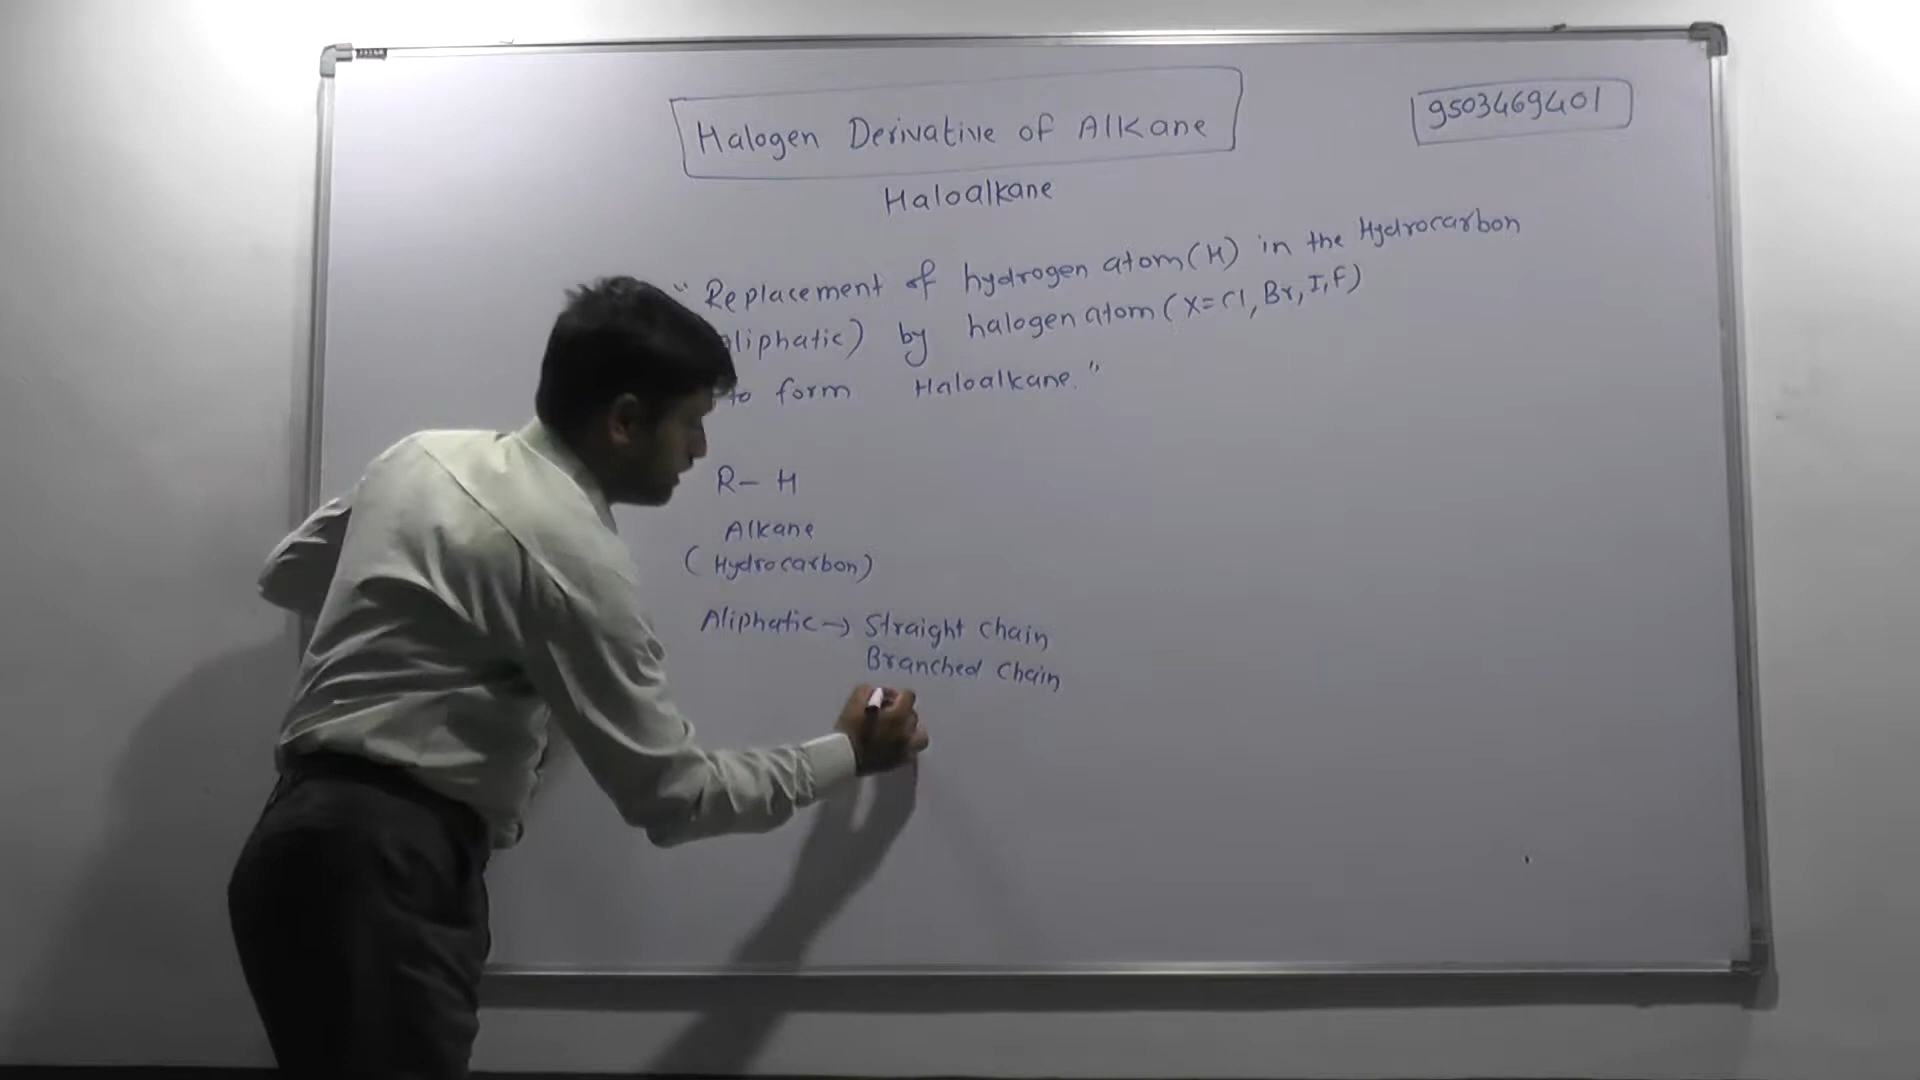 Halogen Derivative of Alkane
9503469401
Haloalkane
" Replacement of hydrogen atom (H) in the Hydrocarbon
aliphatic) by halogen atom (X=Cl, Br, I, F)
to form Haloalkane."
R- H
Alkane
(Hydrocarbon)
Aliphatic → Straight chain
Branched chain